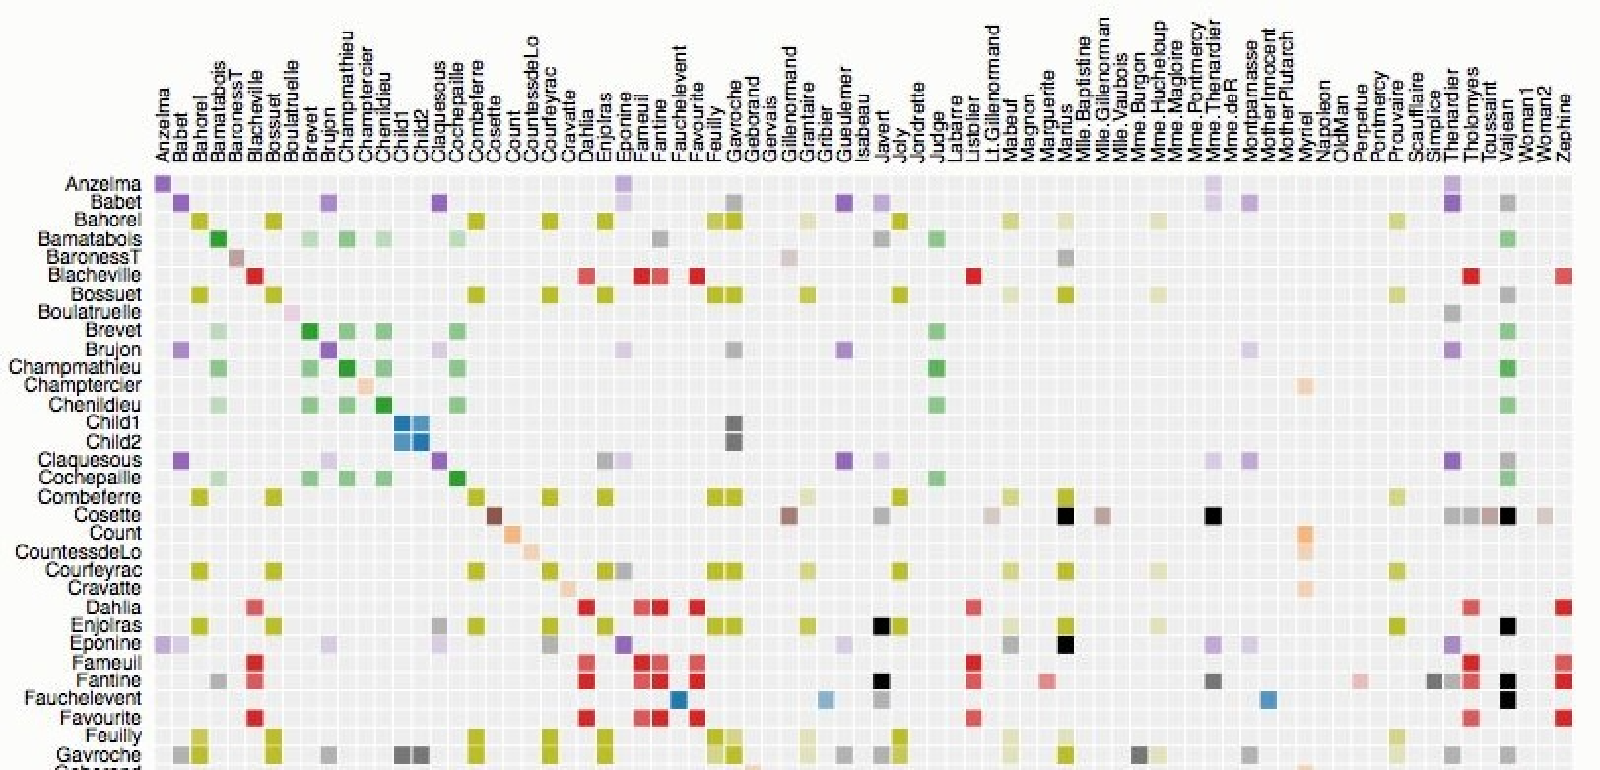 Anzelma
Babet
Bahorel
Bamatabois
BaronessT
Blacheville
Bossuet
Boulatruelle
Brevet
Brujon
Champmathieu
Champtercier
Chenildieu
Child1
Child2
Claquesous
Cochepaille
Combeferre
Cosette
Count
CountessdeLo
Courfeyrac
Cravatte
Dahlia
Enjolras
Eponine
Fameuil
Fantine
Fauchelevent
Favourite
Feuilly
Gavroche
Geborand
Gervais
Gillenormand
Grantaire
Gribier
Gueulemer
Isabeau
Javert
Joly
Jondrette
Judge
Labarre
Listolier
Lt.Gillenormand
Mabeuf
Magnon
Marguerite
Marius
Mlle.Baptistine
Mlle.Gillenormand
Mlle.Vaubois
Mme.Burgon
Mme.Hucheloup
Mme.Magloire
Mme.Pontmercy
Mme.Thenardier
Mme.deR
Montparnasse
MotherInnocent
MotherPlutarch
Myriel
Napoleon
OldMan
Perpetue
Pontmercy
Prouvaire
Scaufflaire
Simplice
Thenardier
Tholomyes
Toussaint
Valjean
Woman1
Woman2
Zephine
Anzelma
Babet
Bahorel
Bamatabois
BaronessT
Blacheville
Bossuet
Boulatruelle
Brevet
Brujon
Champmathieu
Champtercier
Chenildieu
Child1
Child2
Claquesous
Cochepaille
Combeferre
Cosette
Count
CountessdeLo
Courfeyrac
Cravatte
Dahlia
Enjolras
Eponine
Fameuil
Fantine
Fauchelevent
Favourite
Feuilly
Gavroche